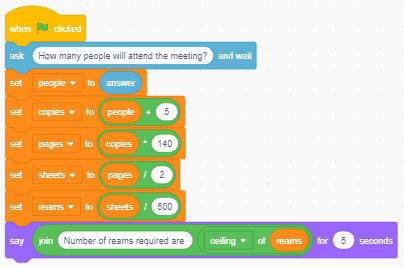 when clicked
ask How many people will attend the meeting? and wait
set people to answer
set copies to people + 5
set pages to copies * 140
set sheets to pages / 2
set reams to sheets / 500
say join Number of reams required are ceiling of reams for 5 seconds